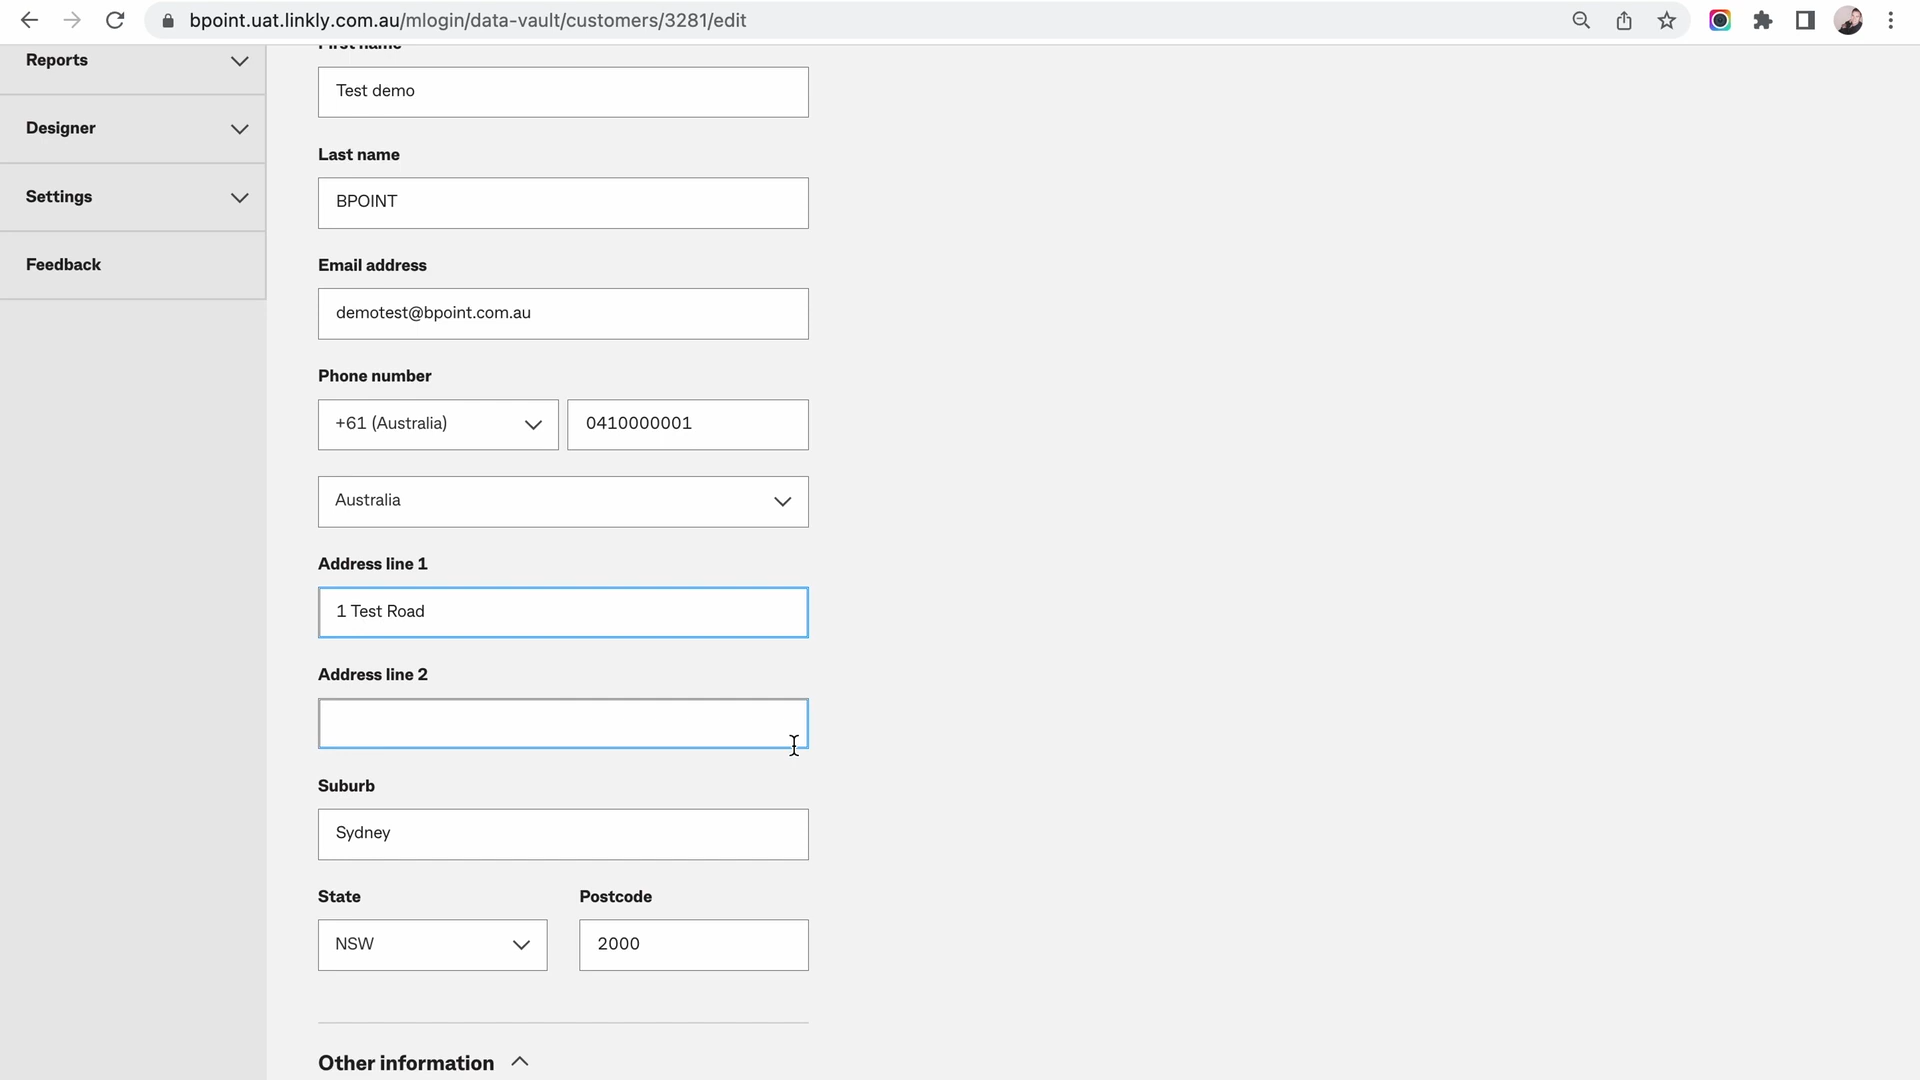 bpoint.uat.linkly.com.au/mlogin/data-vault/customers/3281/edit
Reports
Designer
Settings
Feedback
First name
Test demo
Last name
BPOINT
Email address
demotest@bpoint.com.au
Phone number
+61 (Australia)
0410000001
Australia
Address line 1
1 Test Road
Address line 2
Suburb
Sydney
State
Postcode
NSW
2000
Other information